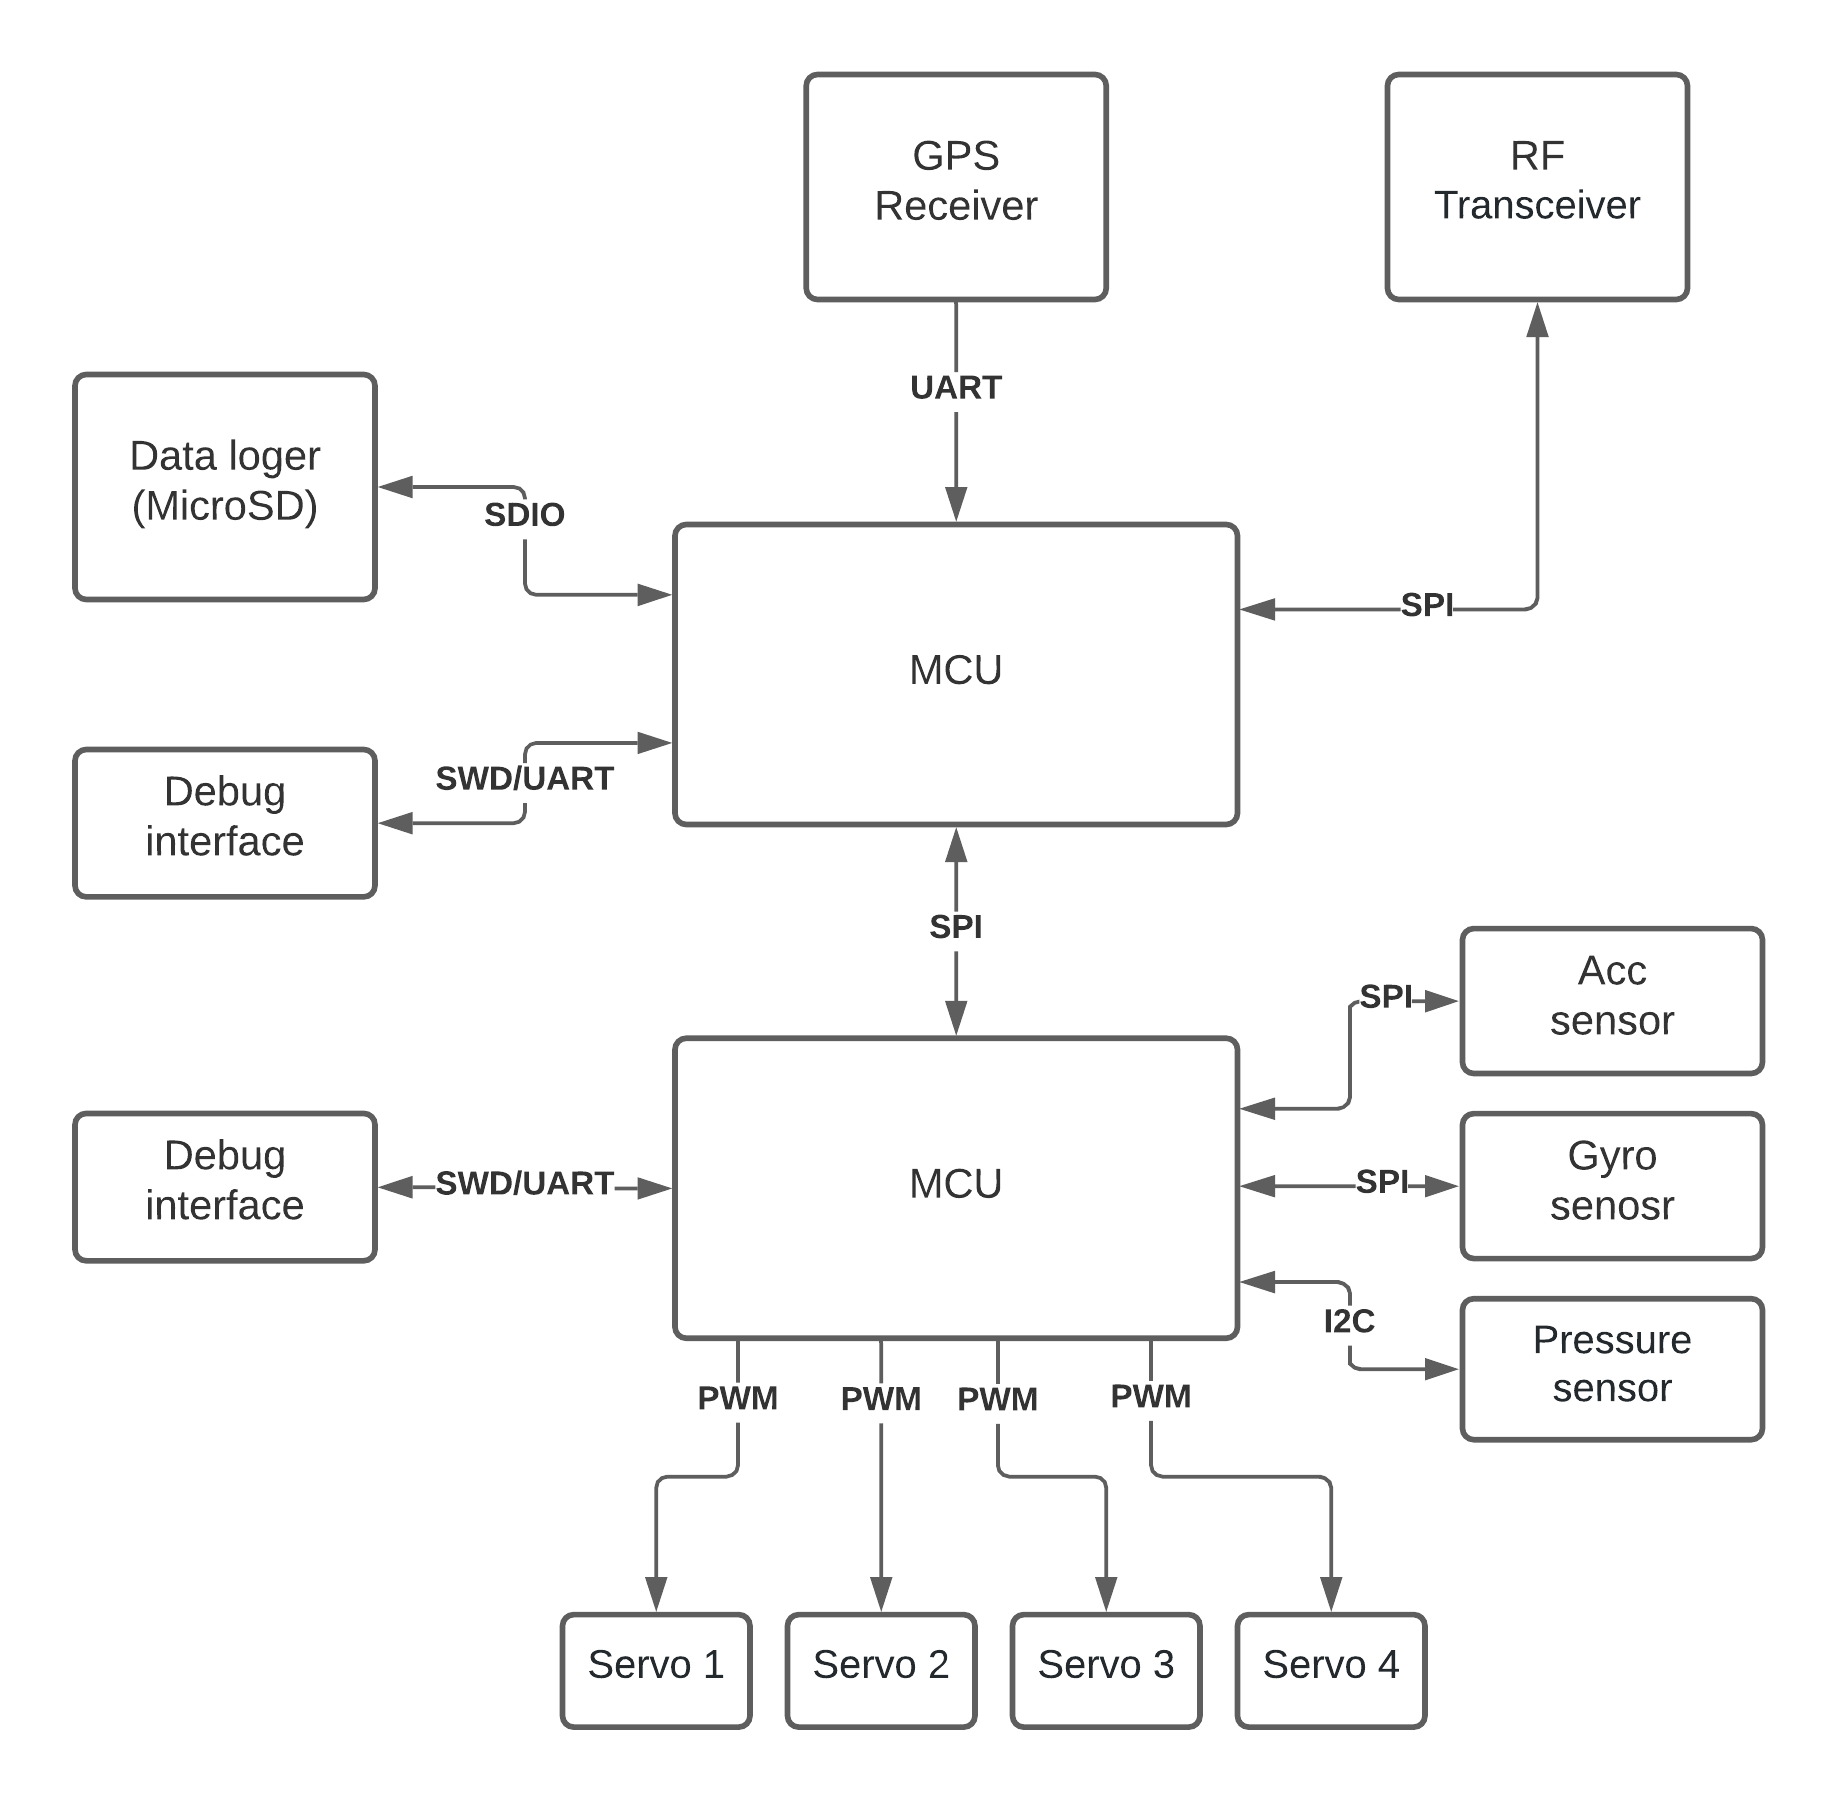 GPS
Receiver
RF
Transceiver
UART
Data loger
(MicroSD)
SDIO
SPI
MCU
Debug
interface
SWD/UART
SPI
Acc
sensor
SPI
Debug
interface
SWD/UART
MCU
SPI
Gyro
senosr
I2C
Pressure
sensor
PWM
PWM
PWM
PWM
Servo 1
Servo 2
Servo 3
Servo 4